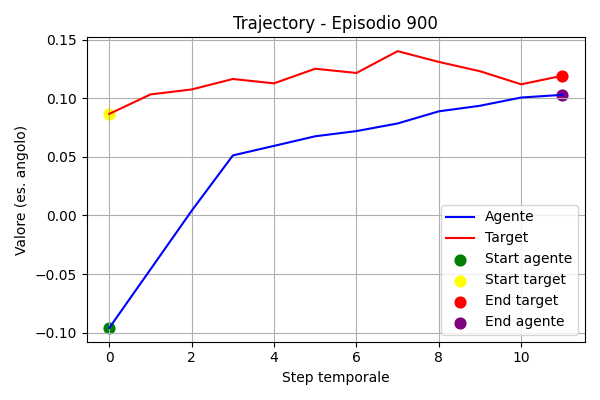 Trajectory - Episodio 900
Valore (es. angolo)
0.15
0.10
0.05
0.00
−0.05
−0.10
0
2
4
6
8
10
Step temporale
Agente
Target
Start agente
Start target
End target
End agente